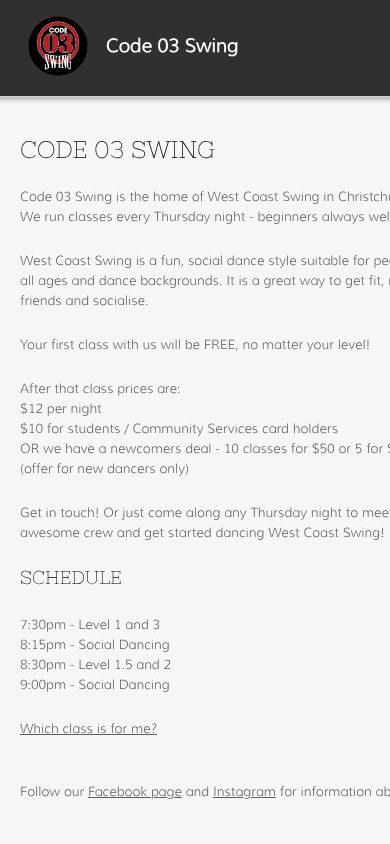 CODE
03
SWING
Code 03 Swing
CODE 03 SWING
Code 03 Swing is the home of West Coast Swing in
We run classes every Thursday night - beginners always
West Coast Swing is a fun, social dance style suitable for
all ages and dance backgrounds. It is a great way to get fit,
friends and socialise.
Your first class with us will be FREE, no matter your level!
After that class prices are:
$12 per night
$10 for students / Community Services card holders
OR we have a newcomers deal - 10 classes for $50 or 5 for
(offer for new dancers only)
Get in touch! Or just come along any Thursday night to meet
awesome crew and get started dancing West Coast Swing!
SCHEDULE
7:30pm - Level 1 and 3
8:15pm - Social Dancing
8:30pm - Level 1.5 and 2
9:00pm - Social Dancing
Which class is for me?
Follow our Facebook page and Instagram for information